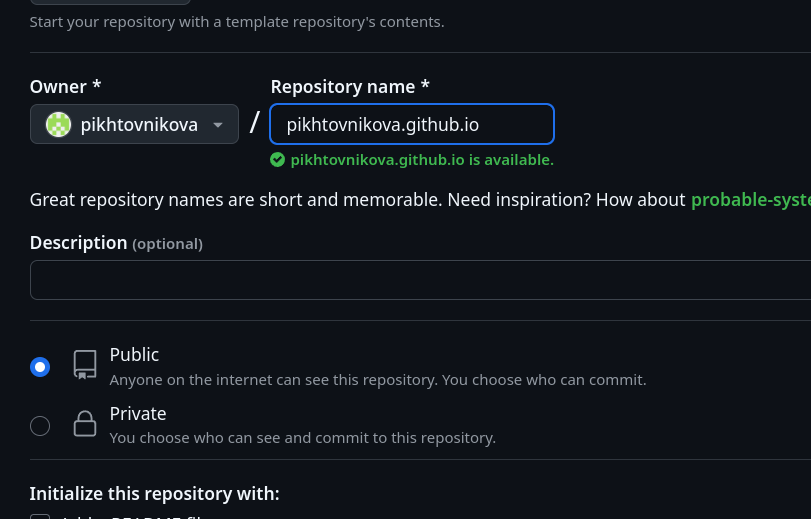 Start your repository with a template repository's contents.
Owner * Repository name *
pikhtovnikova / pikhtovnikova.github.io
pikhtovnikova.github.io is available.
Great repository names are short and memorable. Need inspiration? How about
Description (optional)
Public
Anyone on the internet can see this repository. You choose who can commit.
Private
You choose who can see and commit to this repository.
Initialize this repository with: